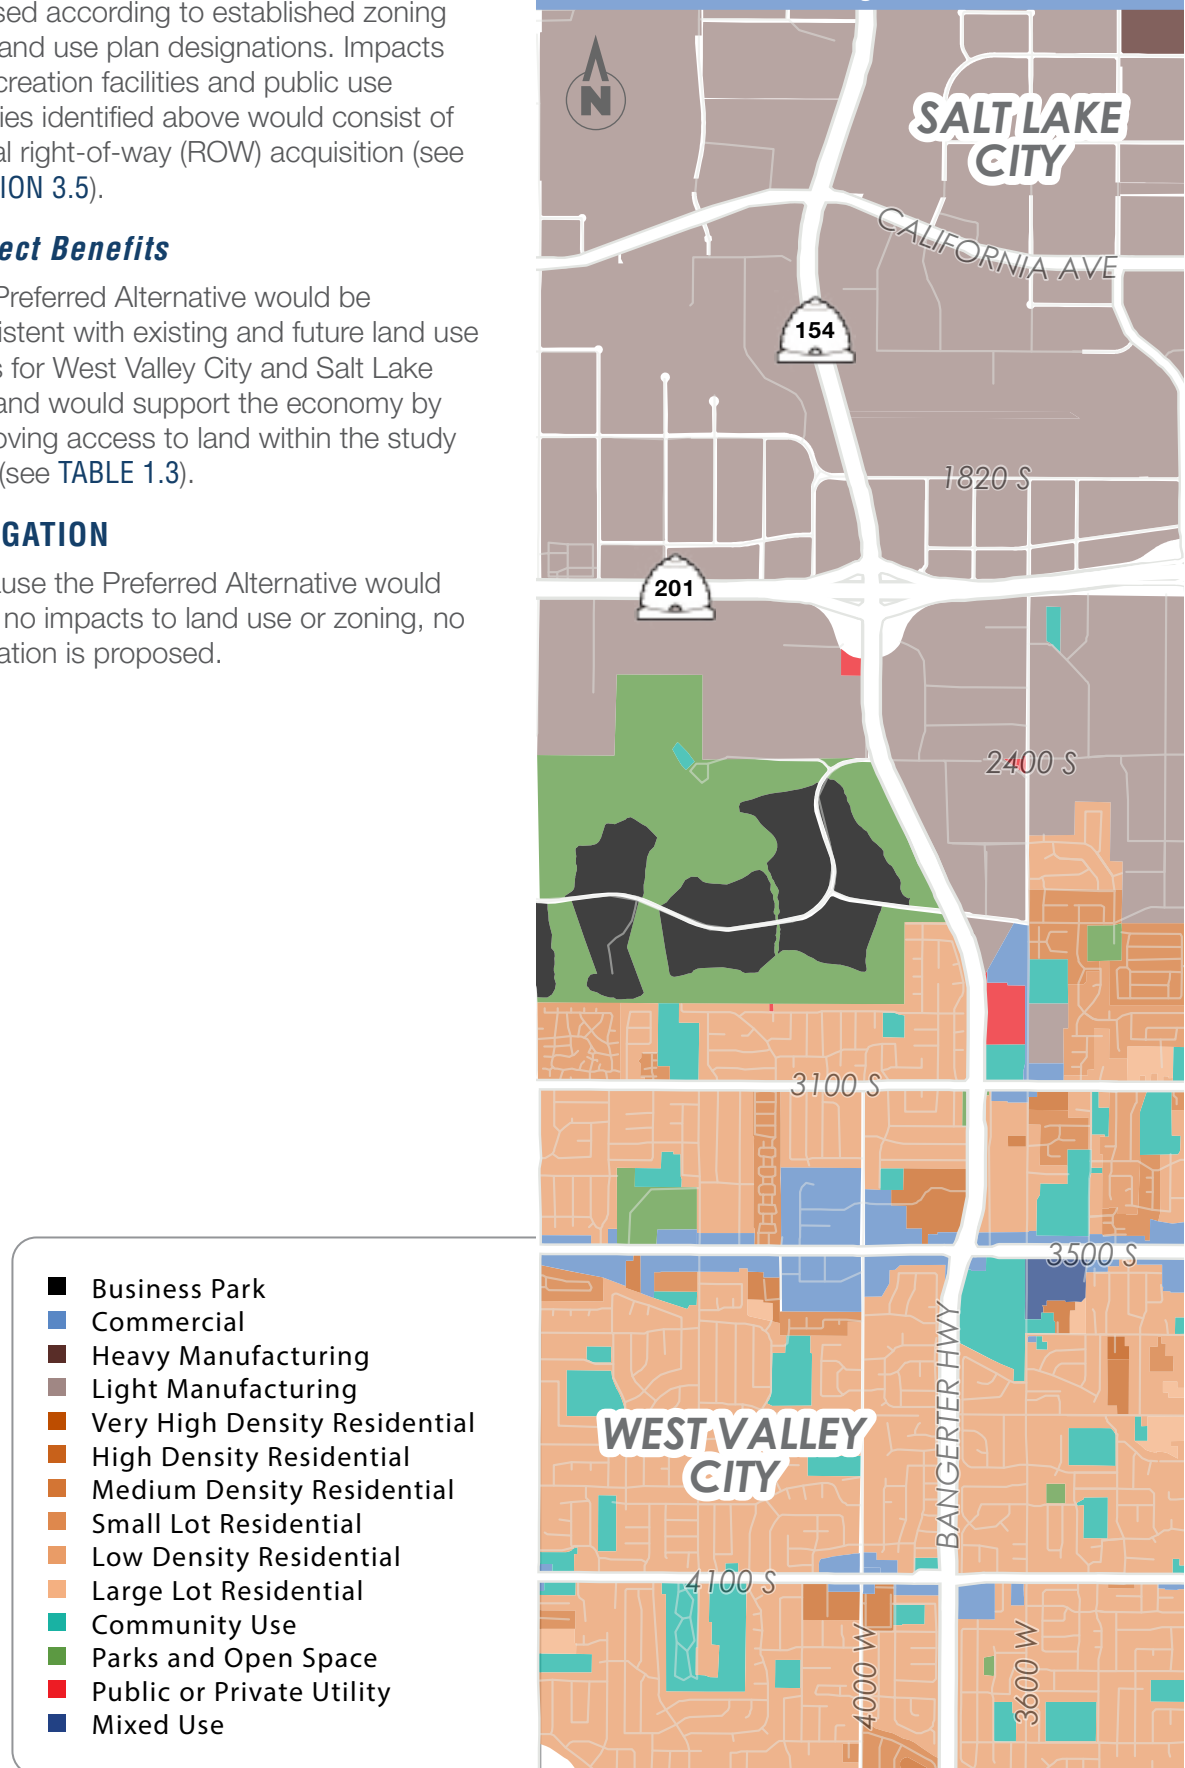 sed according to established zoning
and use plan designations. Impacts
creation facilities and public use
ies identified above would consist of
al right-of-way (ROW) acquisition (see
ION 3.5).
ect Benefits
Preferred Alternative would be
istent with existing and future land use
s for West Valley City and Salt Lake
and would support the economy by
oving access to land within the study
(see TABLE 1.3).
GATION
use the Preferred Alternative would
no impacts to land use or zoning, no
ation is proposed.
Business Park
Commercial
Heavy Manufacturing
Light Manufacturing
Very High Density Residential
High Density Residential
Medium Density Residential
Small Lot Residential
Low Density Residential
Large Lot Residential
Community Use
Parks and Open Space
Public or Private Utility
Mixed Use
N
SALT LAKE
CITY
CALIFORNIA AVE
154
1820 S
201
2400 S
3100 S
3500 S
BANGERTER HWY
WEST VALLEY
CITY
4100 S
4000 W
3600 W